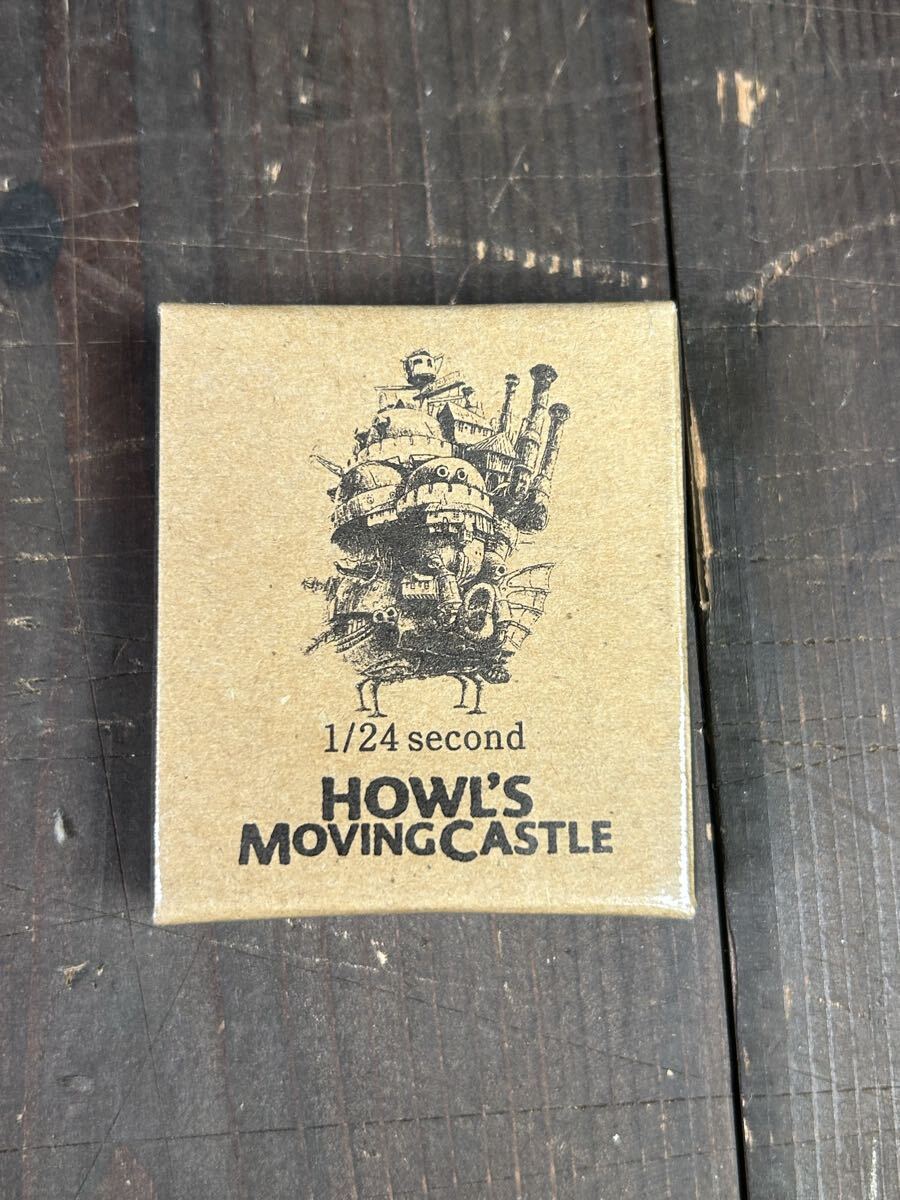 1/24 second
HOWL'S
MOVINGCASTLE